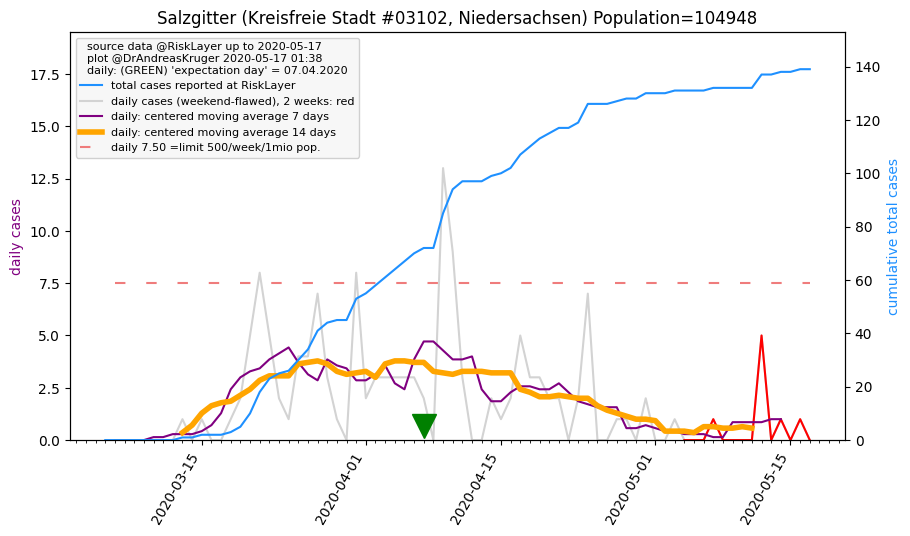 Salzgitter (Kreisfreie Stadt #03102, Niedersachsen) Population=104948
source data @RiskLayer up to 2020-05-17
plot @DrAndreasKruger 2020-05-17 01:38
daily: (GREEN) 'expectation day' = 07.04.2020
total cases reported at RiskLayer
daily cases (weekend-flawed), 2 weeks: red
daily: centered moving average 7 days
daily: centered moving average 14 days
daily 7.50 =limit 500/week/1mio pop.
daily cases
17.5
15.0
12.5
10.0
7.5
5.0
2.5
0.0
140
120
100
80
60
40
20
0
cumulative total cases
2020-03-15
2020-04-01
2020-04-15
2020-05-01
2020-05-15